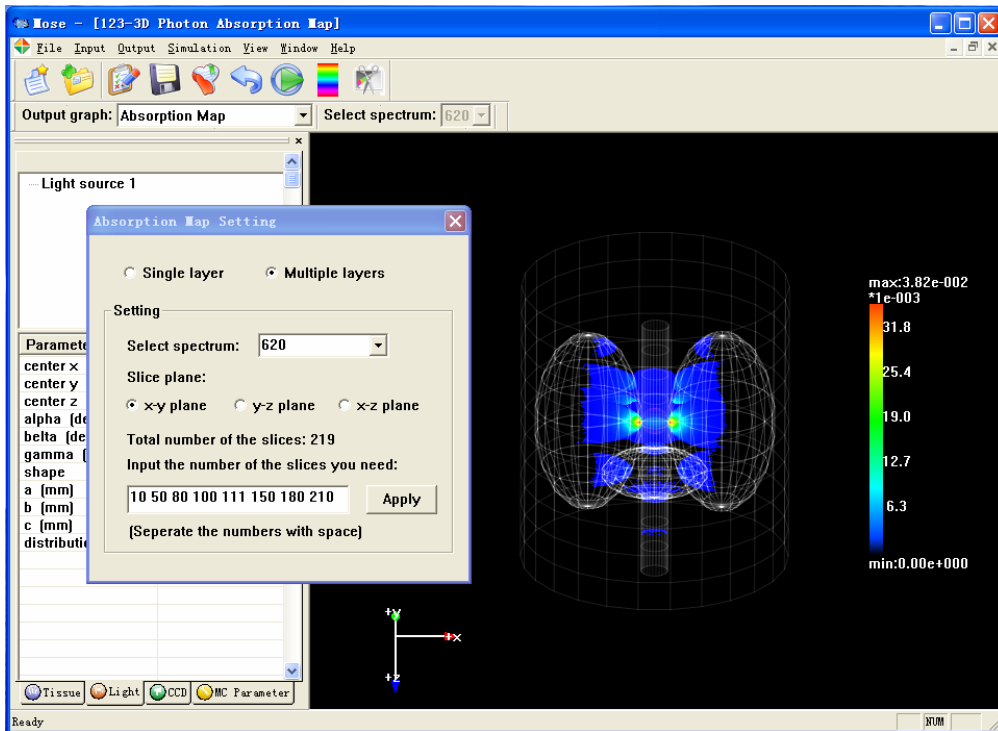 Mose - [123-3D Photon Absorption Map]
File Input Output Simulation View Window Help
Output graph: Absorption Map Select spectrum: 620
Light source 1
Absorption Map Setting
Single layer Multiple layers
Setting
Select spectrum: 620
Slice plane:
x-y plane y-z plane x-z plane
Total number of the slices: 219
Input the number of the slices you need:
10 50 80 100 111 150 180 210 Apply
(Seperate the numbers with space)
center x
center y
center z
alpha
gamma
shape
a (mm)
b (mm)
c (mm)
max:3.82e-002
*1e-003
31.8
25.4
19.0
12.7
6.3
min:0.00e+000
+y
+x
+z
Tissue Light CCD MC Parameter
Ready NUM